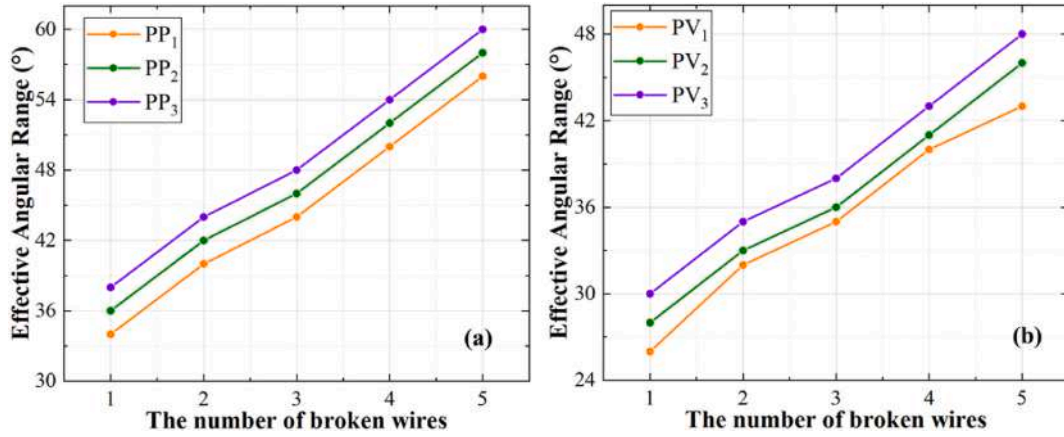 60
54
48
42
36
30
Effective Angular Range (°)
PP₁
PP₂
PP₃
(a)
1 2 3 4 5
The number of broken wires
48
42
36
30
24
Effective Angular Range (°)
PV₁
PV₂
PV₃
(b)
1 2 3 4 5
The number of broken wires